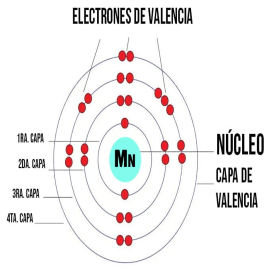 ELECTRONES DE VALENCIA
1RA. CAPA
2DA. CAPA
3RA. CAPA
4TA. CAPA
Mn
NÚCLEO
CAPA DE
VALENCIA